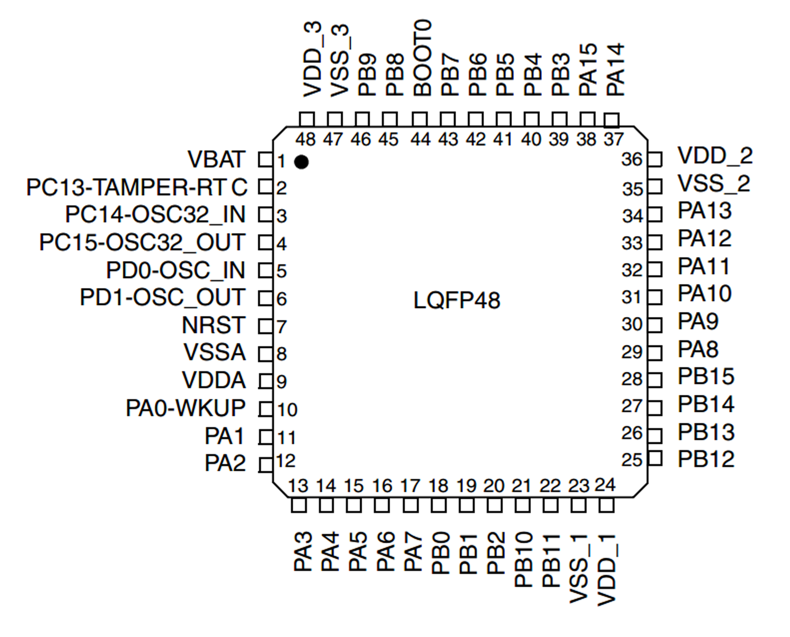 VDD_3
VSS_3
PB9
PB8
BOOT0
PB7
PB6
PB5
PB4
PB3
PA15
PA14
48 47 46 45 44 43 42 41 40 39 38 37
VBAT 1
PC13-TAMPER-RT C 2
PC14-OSC32_IN 3
PC15-OSC32_OUT 4
PD0-OSC_IN 5
PD1-OSC_OUT 6
NRST 7
VSSA 8
VDDA 9
PA0-WKUP 10
PA1 11
PA2 12
LQFP48
36 VDD_2
35 VSS_2
34 PA13
33 PA12
32 PA11
31 PA10
30 PA9
29 PA8
28 PB15
27 PB14
26 PB13
25 PB12
13 14 15 16 17 18 19 20 21 22 23 24
PA3
PA4
PA5
PA6
PA7
PB0
PB1
PB2
PB10
PB11
VSS_1
VDD_1